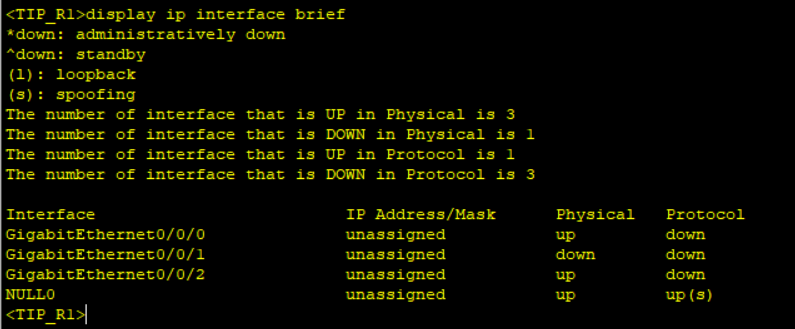 <TIP_R1>display ip interface brief
*down: administratively down
^down: standby
(l): loopback
(s): spoofing
The number of interface that is UP in Physical is 3
The number of interface that is DOWN in Physical is 1
The number of interface that is UP in Protocol is 1
The number of interface that is DOWN in Protocol is 3

Interface                         IP Address/Mask      Physical   Protocol
GigabitEthernet0/0/0              unassigned           up         down
GigabitEthernet0/0/1              unassigned           down       down
GigabitEthernet0/0/2              unassigned           up         down
NULL0                             unassigned           up         up(s)
<TIP_R1>